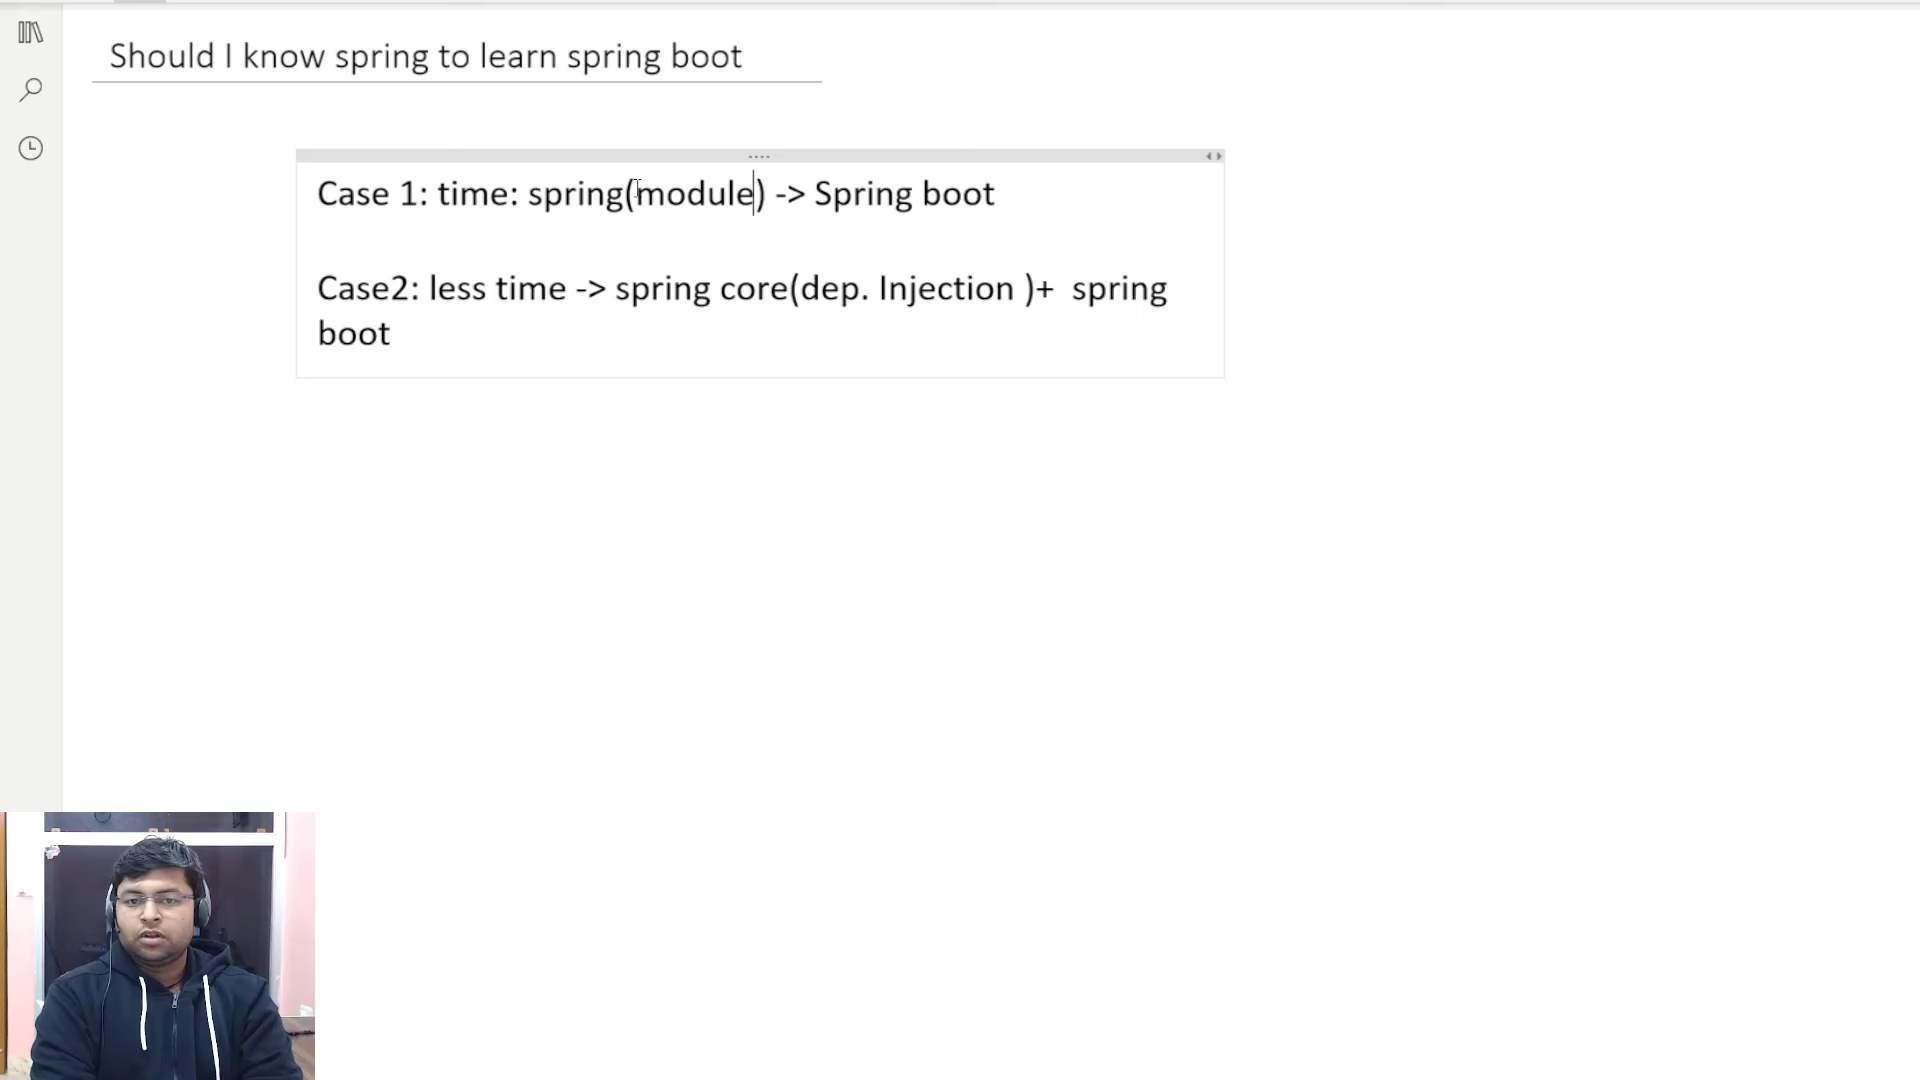 Should I know spring to learn spring boot
Case 1: time: spring(module) -> Spring boot
Case2: less time -> spring core(dep. Injection )+  spring
boot